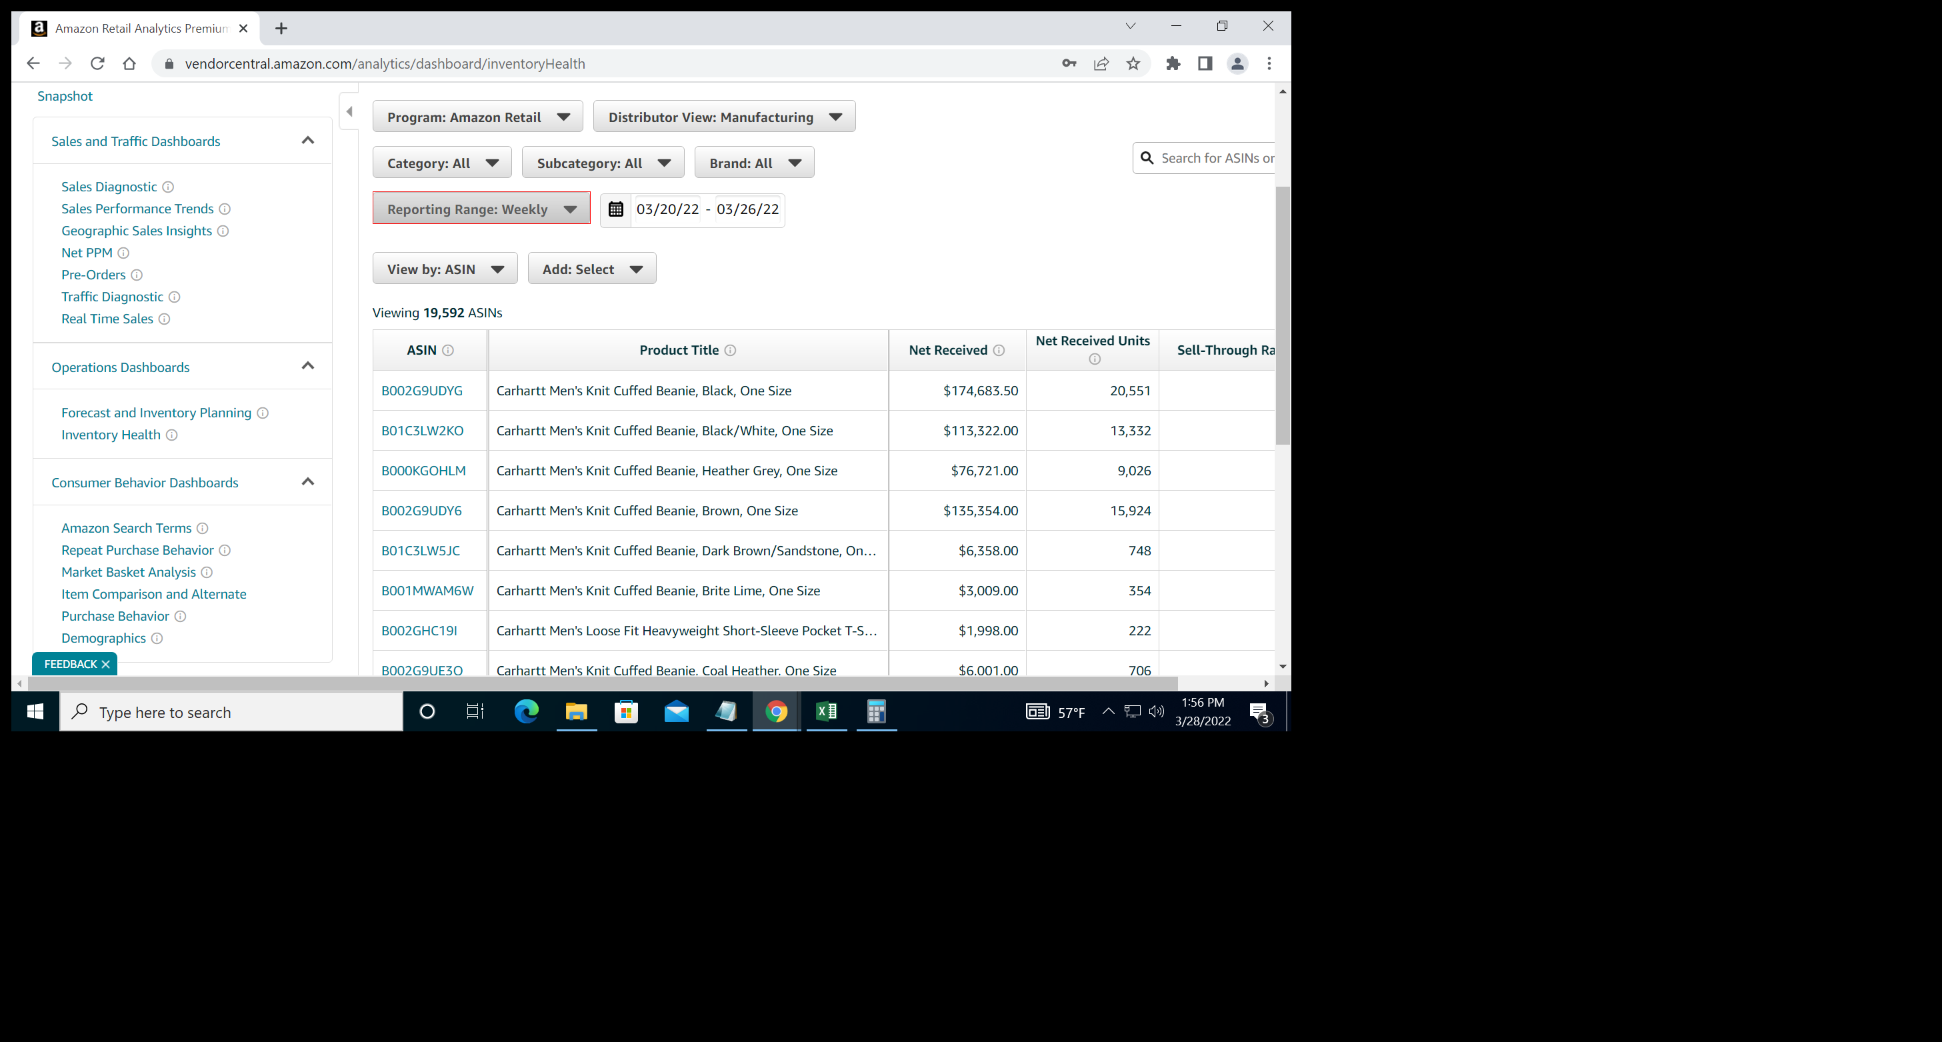 Amazon Retail Analytics Premium
vendorcentral.amazon.com/analytics/dashboard/inventoryHealth
Snapshot
Sales and Traffic Dashboards
Sales Diagnostic
Sales Performance Trends
Geographic Sales Insights
Net PPM
Pre-Orders
Traffic Diagnostic
Real Time Sales
Operations Dashboards
Forecast and Inventory Planning
Inventory Health
Consumer Behavior Dashboards
Amazon Search Terms
Repeat Purchase Behavior
Market Basket Analysis
Item Comparison and Alternate
Purchase Behavior
Demographics
FEEDBACK
Program: Amazon Retail Distributor View: Manufacturing
Category: All Subcategory: All Brand: All
Search for ASINs or
Reporting Range: Weekly 03/20/22 - 03/26/22
View by: ASIN Add: Select
Viewing 19,592 ASINs
ASIN Product Title Net Received Net Received Units Sell-Through Ra
B002G9UDYG Carhartt Men's Knit Cuffed Beanie, Black, One Size $174,683.50 20,551
B01C3LW2KO Carhartt Men's Knit Cuffed Beanie, Black/White, One Size $113,322.00 13,332
B000KGOHLM Carhartt Men's Knit Cuffed Beanie, Heather Grey, One Size $76,721.00 9,026
B002G9UDY6 Carhartt Men's Knit Cuffed Beanie, Brown, One Size $135,354.00 15,924
B01C3LW5JC Carhartt Men's Knit Cuffed Beanie, Dark Brown/Sandstone, On... $6,358.00 748
B001MWAM6W Carhartt Men's Knit Cuffed Beanie, Brite Lime, One Size $3,009.00 354
B002GHC19I Carhartt Men's Loose Fit Heavyweight Short-Sleeve Pocket T-S... $1,998.00 222
B002G9UE3O Carhartt Men's Knit Cuffed Beanie, Coal Heather, One Size $6,001.00 706
Type here to search
57°F
1:56 PM
3/28/2022
3